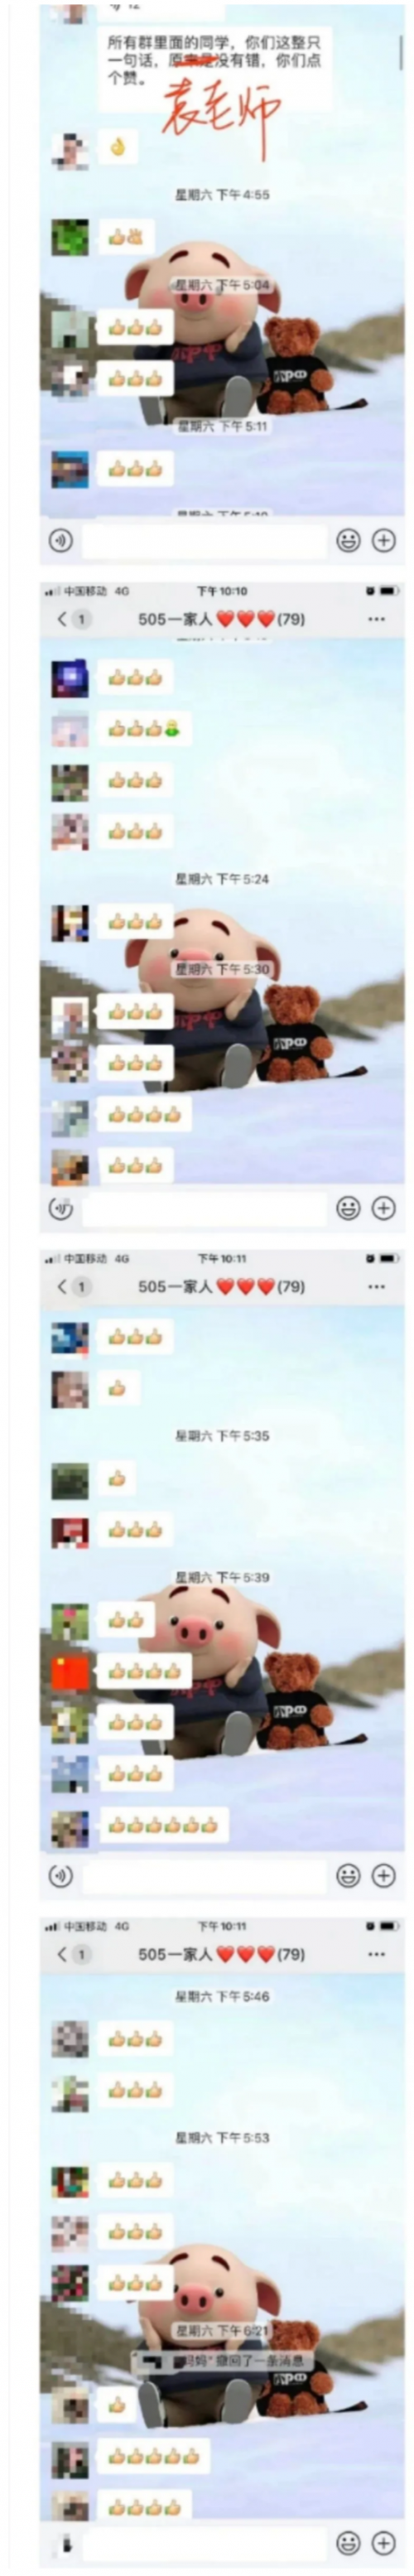 所有群里面的同学，你们这整只
一句话，原来是没有错，你们点
个赞。
袁老师
星期六 下午4:55
星期六 下午5:04
星期六 下午5:11
中国移动 4G 下午10:10
1 505一家人❤❤❤(79)
星期六 下午5:24
星期六 下午5:30
中国移动 4G 下午10:11
1 505一家人❤❤❤(79)
星期六 下午5:35
星期六 下午5:39
中国移动 4G 下午10:11
1 505一家人❤❤❤(79)
星期六 下午5:46
星期六 下午5:53
星期六 下午6:21
妈妈" 撤回了一条消息